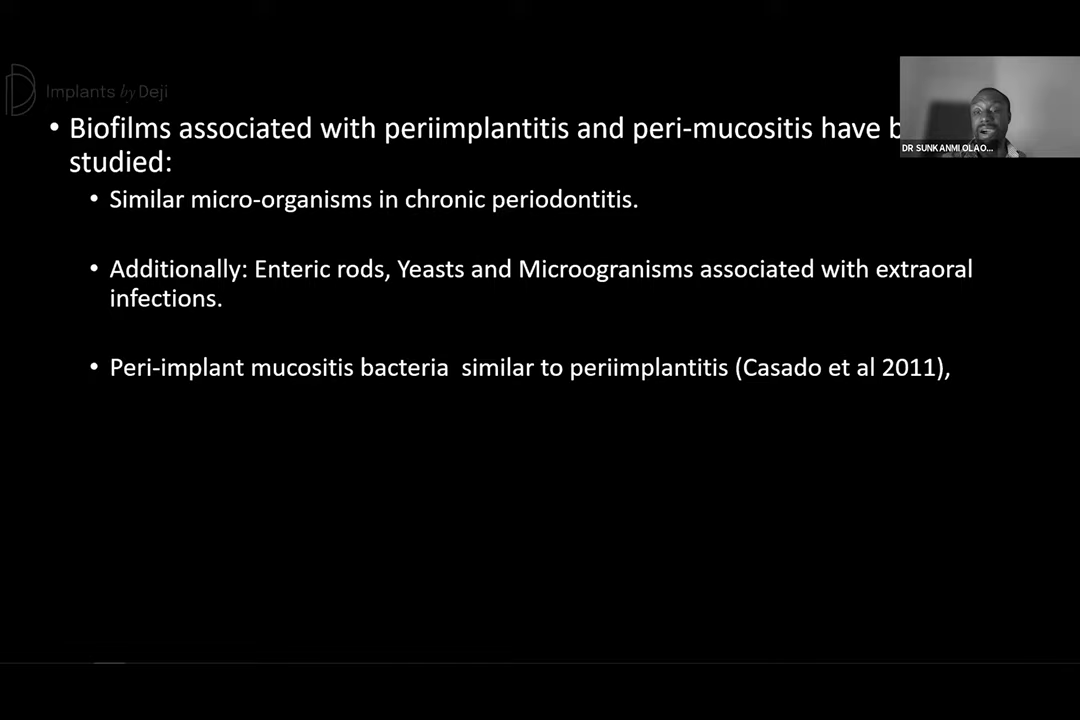 Implants by Deji
• Biofilms associated with periimplantitis and peri-mucositis have
studied:
• Similar micro-organisms in chronic periodontitis.
• Additionally: Enteric rods, Yeasts and Microogranisms associated with extraoral
infections.
• Peri-implant mucositis bacteria similar to periimplantitis (Casado et al 2011),
DR SUNKANMI OLAO...